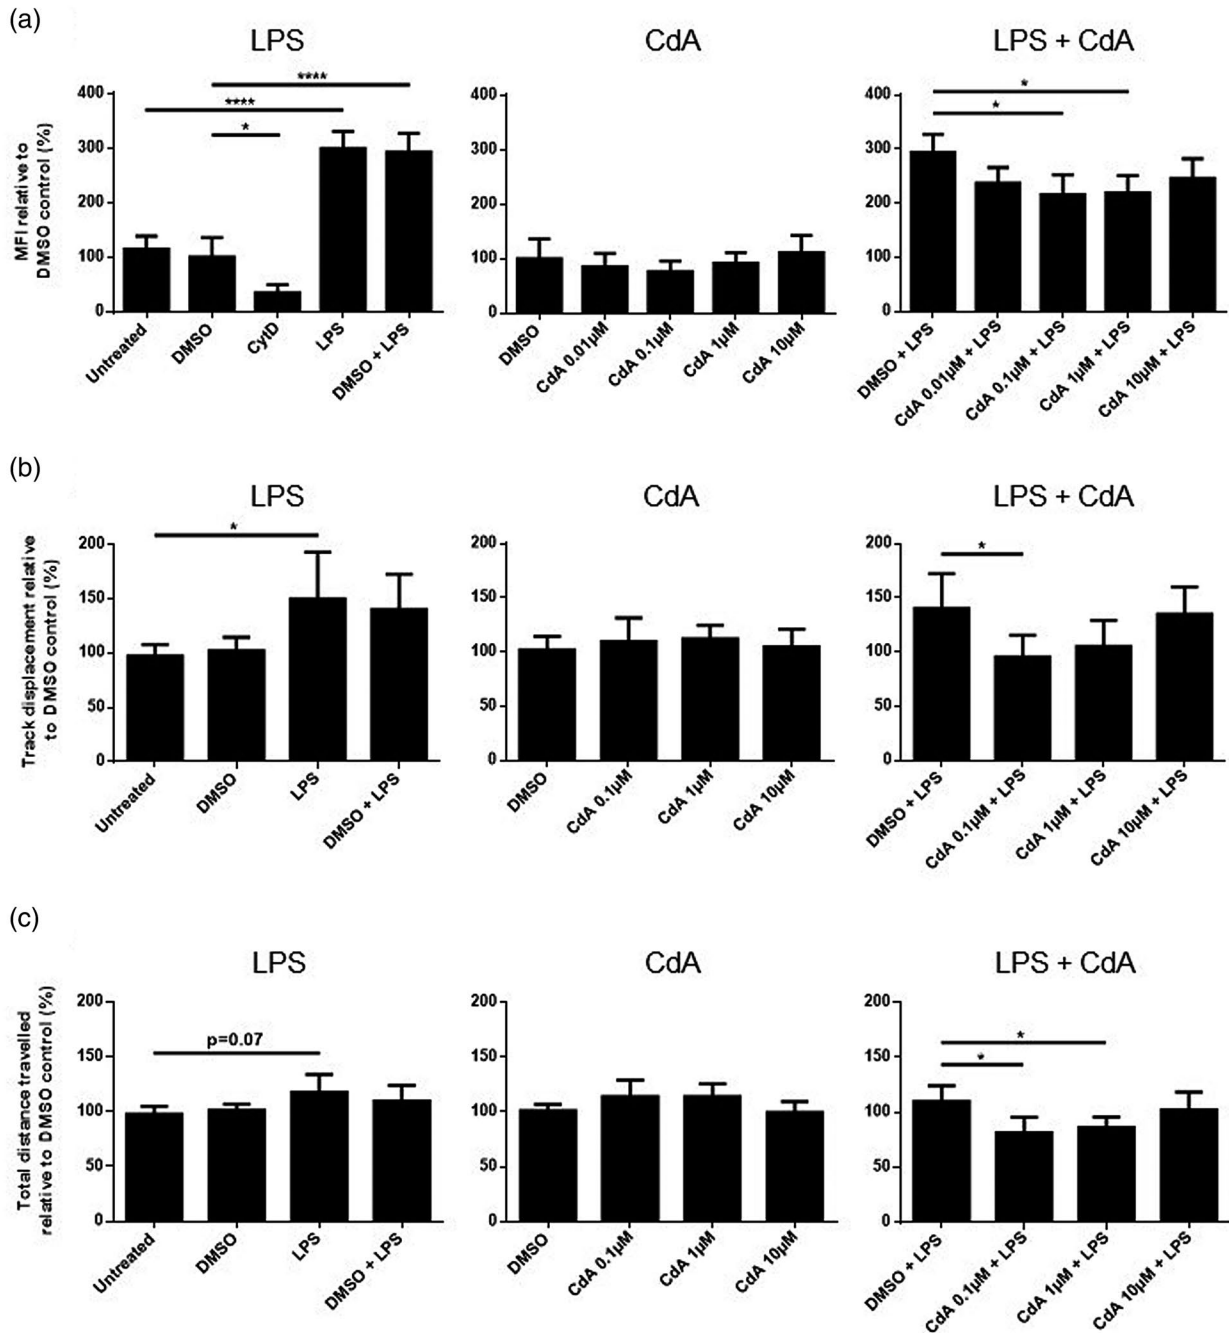 (a)
LPS
CdA
LPS + CdA
MFI relative to
DMSO control (%)
400
300
200
100
0
****
****
*
Untreated
DMSO
CytD
LPS
DMSO + LPS
400
300
200
100
0
DMSO
CdA 0.01µM
CdA 0.1µM
CdA 1µM
CdA 10µM
400
300
200
100
0
*
*
DMSO + LPS
CdA 0.01µM + LPS
CdA 0.1µM + LPS
CdA 1µM + LPS
CdA 10µM + LPS
(b)
LPS
CdA
LPS + CdA
Track displacement relative
to DMSO control (%)
200
150
100
50
0
*
Untreated
DMSO
LPS
DMSO + LPS
200
150
100
50
0
DMSO
CdA 0.1µM
CdA 1µM
CdA 10µM
200
150
100
50
0
*
DMSO + LPS
CdA 0.1µM + LPS
CdA 1µM + LPS
CdA 10µM + LPS
(c)
LPS
CdA
LPS + CdA
Total distance travelled
relative to DMSO control (%)
200
150
100
50
0
p=0.07
Untreated
DMSO
LPS
DMSO + LPS
200
150
100
50
0
DMSO
CdA 0.1µM
CdA 1µM
CdA 10µM
200
150
100
50
0
*
*
DMSO + LPS
CdA 0.1µM + LPS
CdA 1µM + LPS
CdA 10µM + LPS